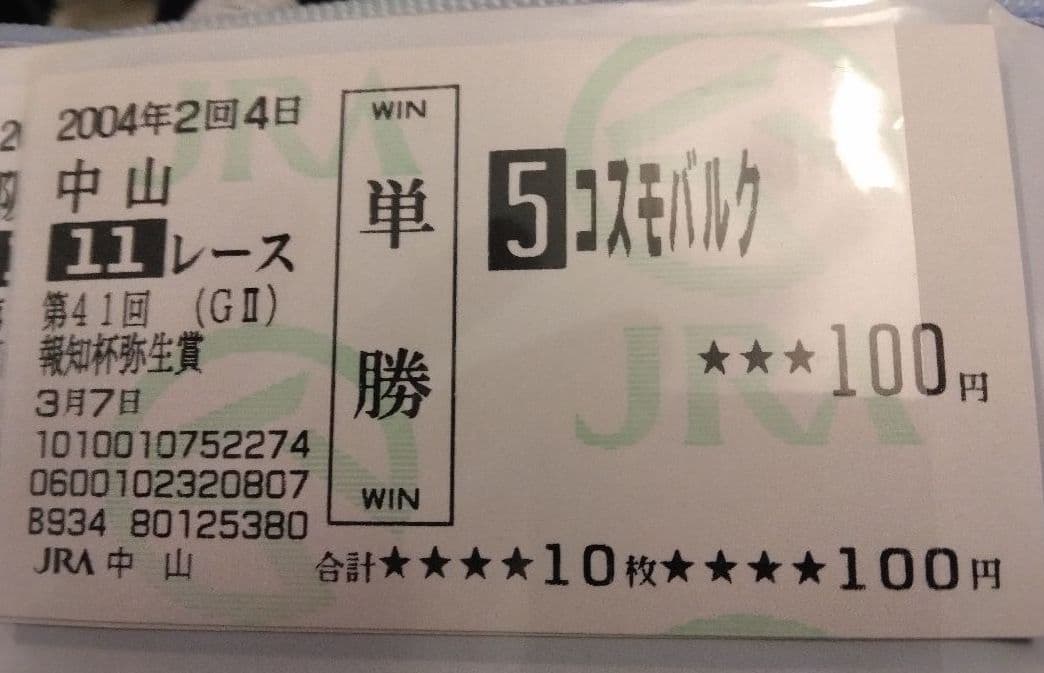 2004年2回4日
中山
11レース
第41回 (GⅡ)
報知杯弥生賞
3月7日
1010010752274
0600102320807
B934 80125380
JRA 中 山
WIN
単勝
WIN
5 コスモバルク
★★★100円
合計★★★★10枚★★★★100円
JRA
JRA